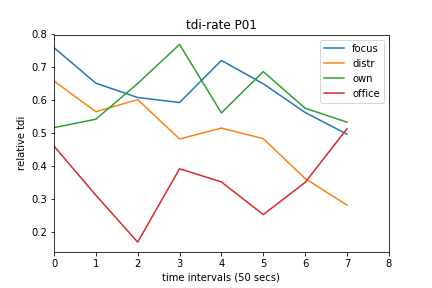 tdi-rate P01
focus
distr
own
office
relative tdi
0.8
0.7
0.6
0.5
0.4
0.3
0.2
0 1 2 3 4 5 6 7 8
time intervals (50 secs)